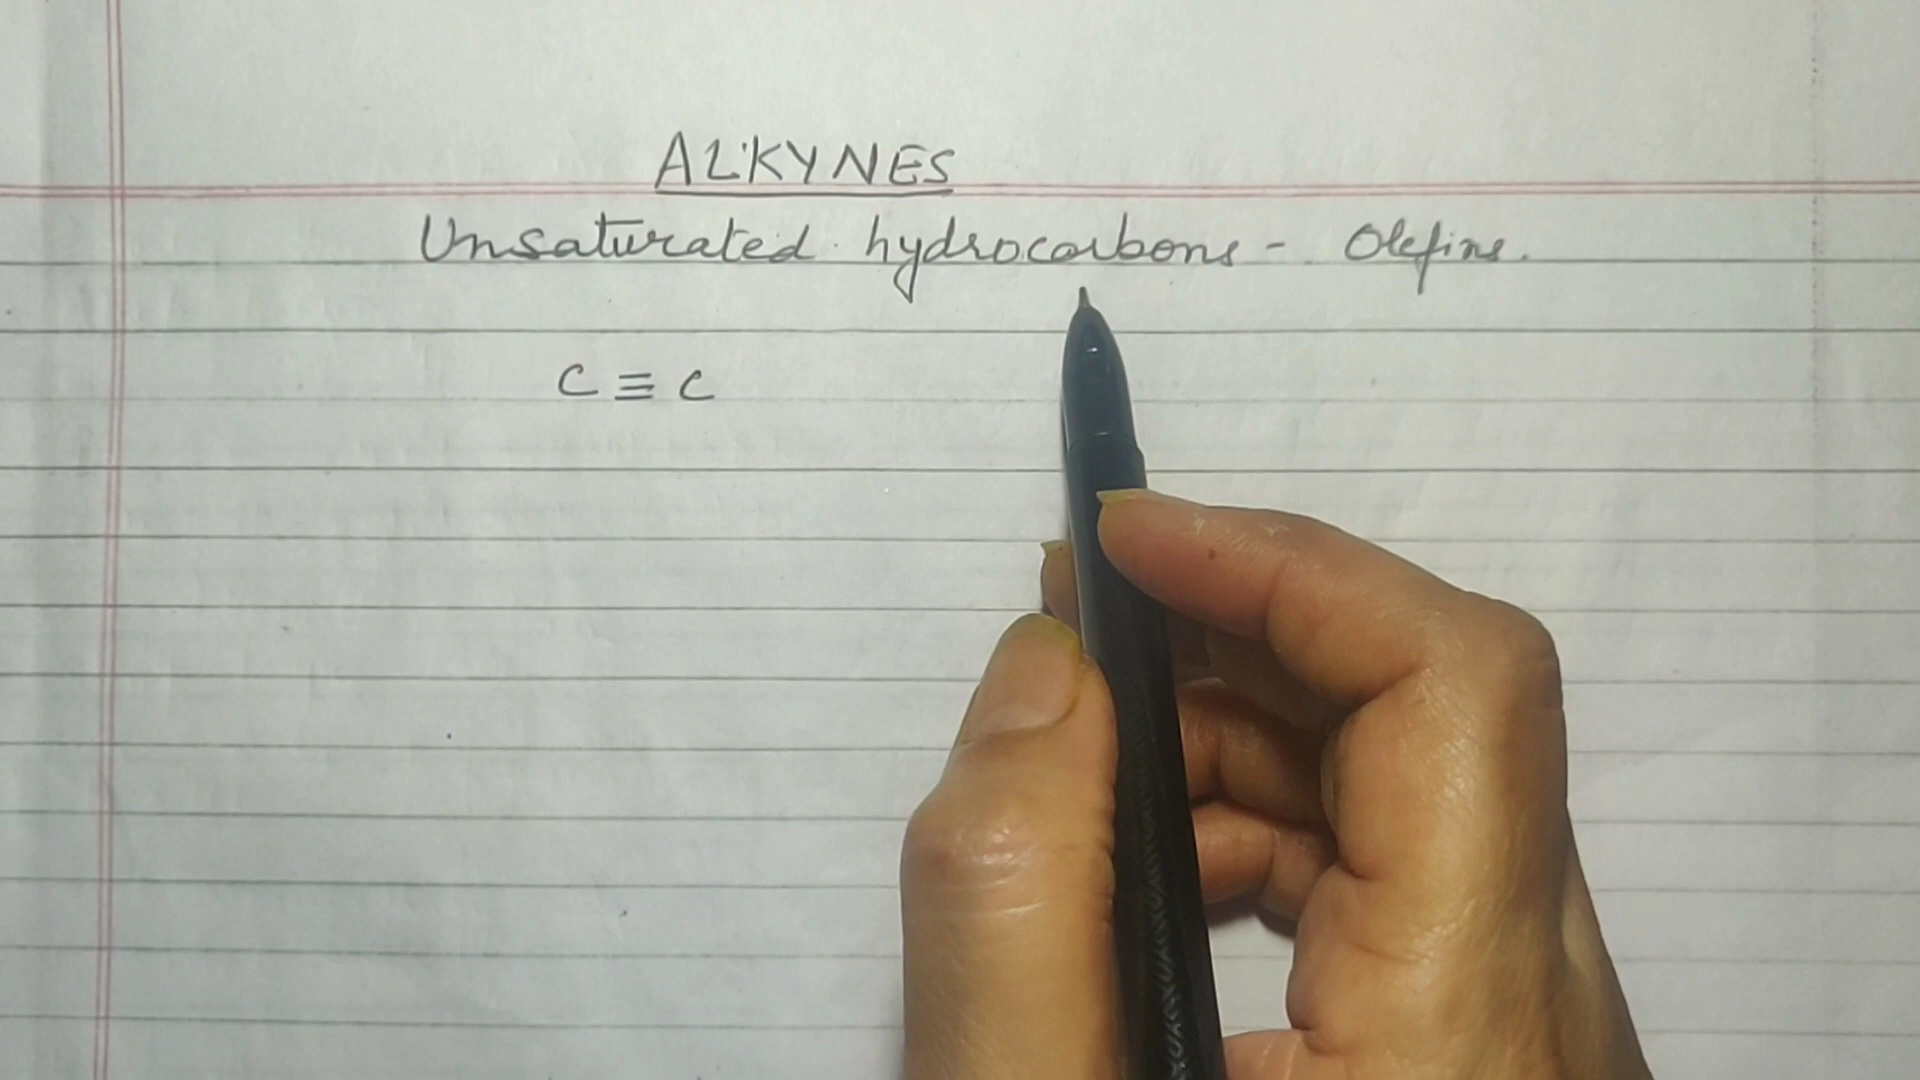 ALKYNES
Unsaturated hydrocarbons - Olefins.
C ≡ C